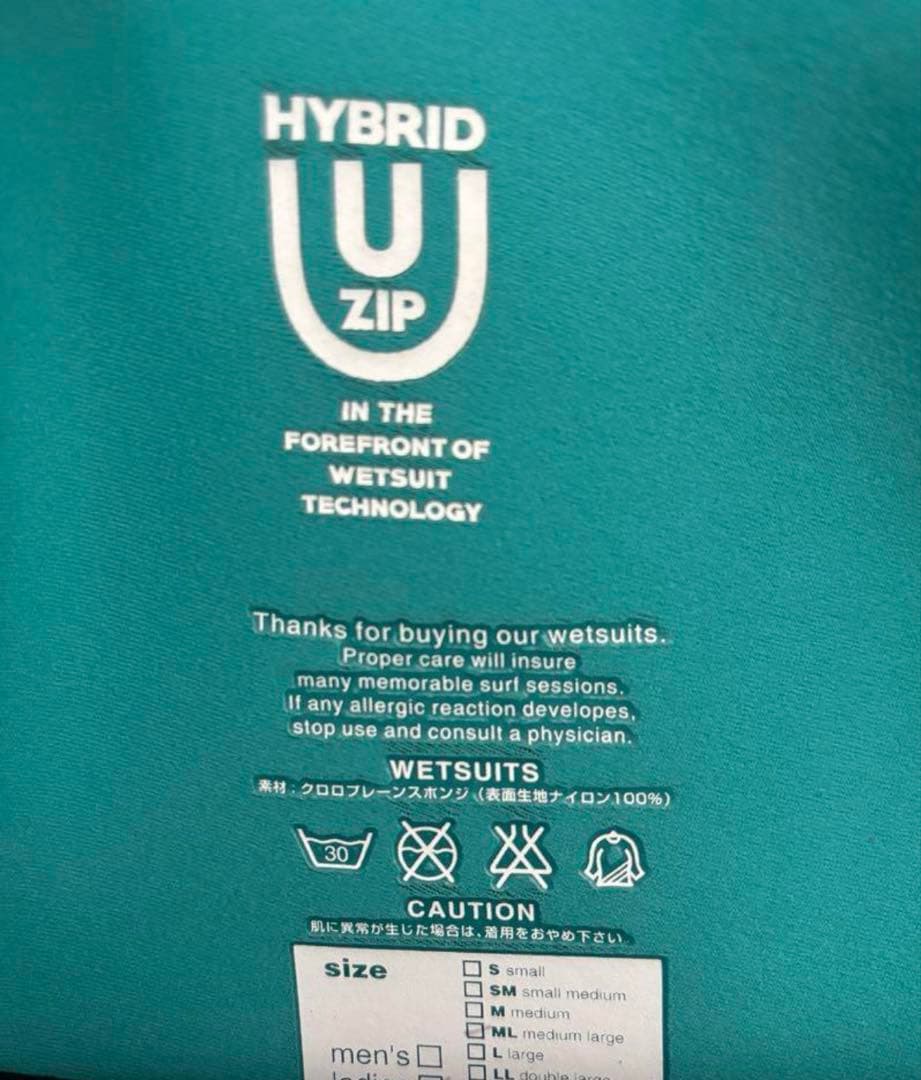 HYBRID
U
ZIP
IN THE
FOREFRONT OF
WETSUIT
TECHNOLOGY
Thanks for buying our wetsuits.
Proper care will insure
many memorable surf sessions.
If any allergic reaction developes,
stop use and consult a physician.
WETSUITS
素材:クロロプレーンスポンジ(表面生地ナイロン100%)
30
CAUTION
肌に異常が生じた場合は、着用をおやめ下さい
size
S small
SM small medium
M medium
ML medium large
men's
L large
LL double large